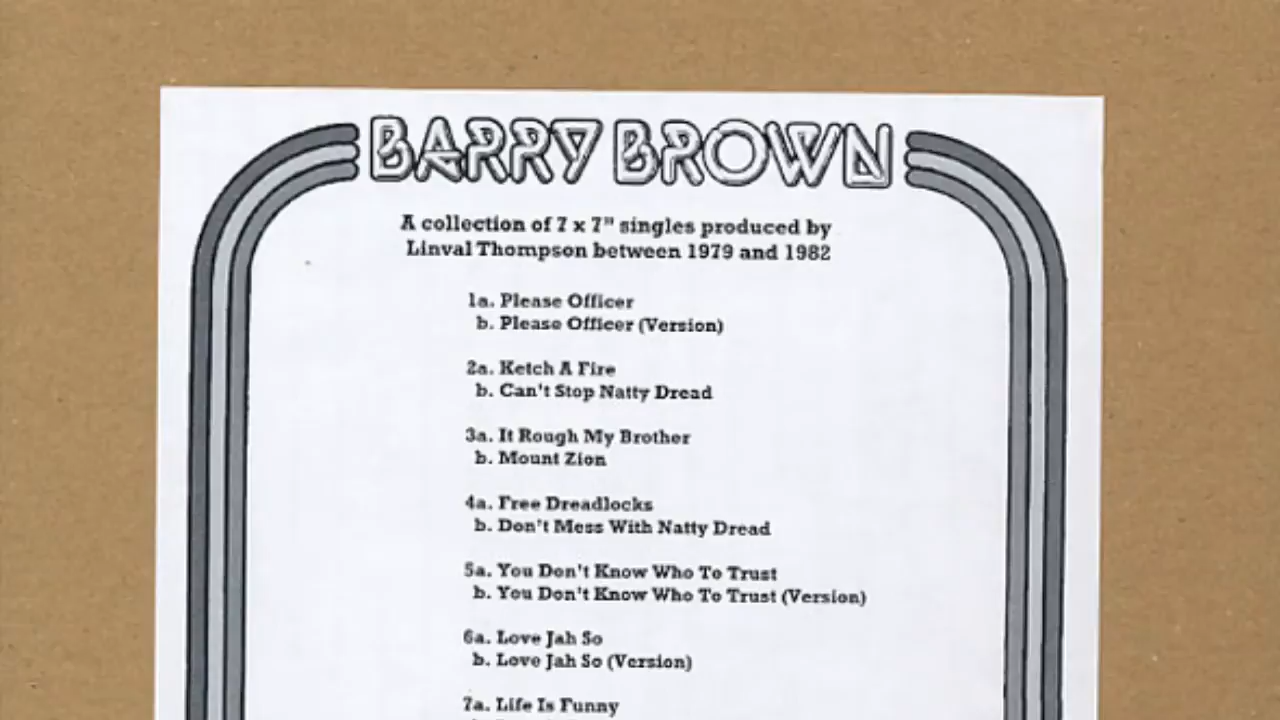 BARRY BROWN
A collection of 7 x 7" singles produced by
Linval Thompson between 1979 and 1982
1a. Please Officer
b. Please Officer (Version)
2a. Ketch A Fire
b. Can't Stop Natty Dread
3a. It Rough My Brother
b. Mount Zion
4a. Free Dreadlocks
b. Don't Mess With Natty Dread
5a. You Don't Know Who To Trust
b. You Don't Know Who To Trust (Version)
6a. Love Jah So
b. Love Jah So (Version)
7a. Life Is Funny